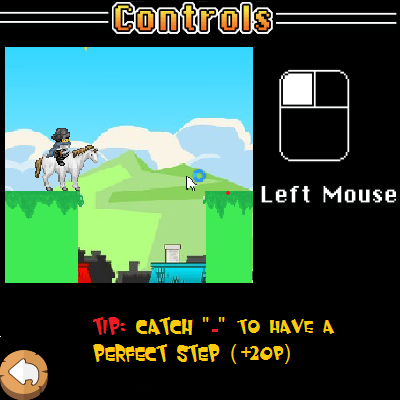 Controls
Left Mouse
TIP: CATCH "-" TO HAVE A
PERFECT STEP (+20P)